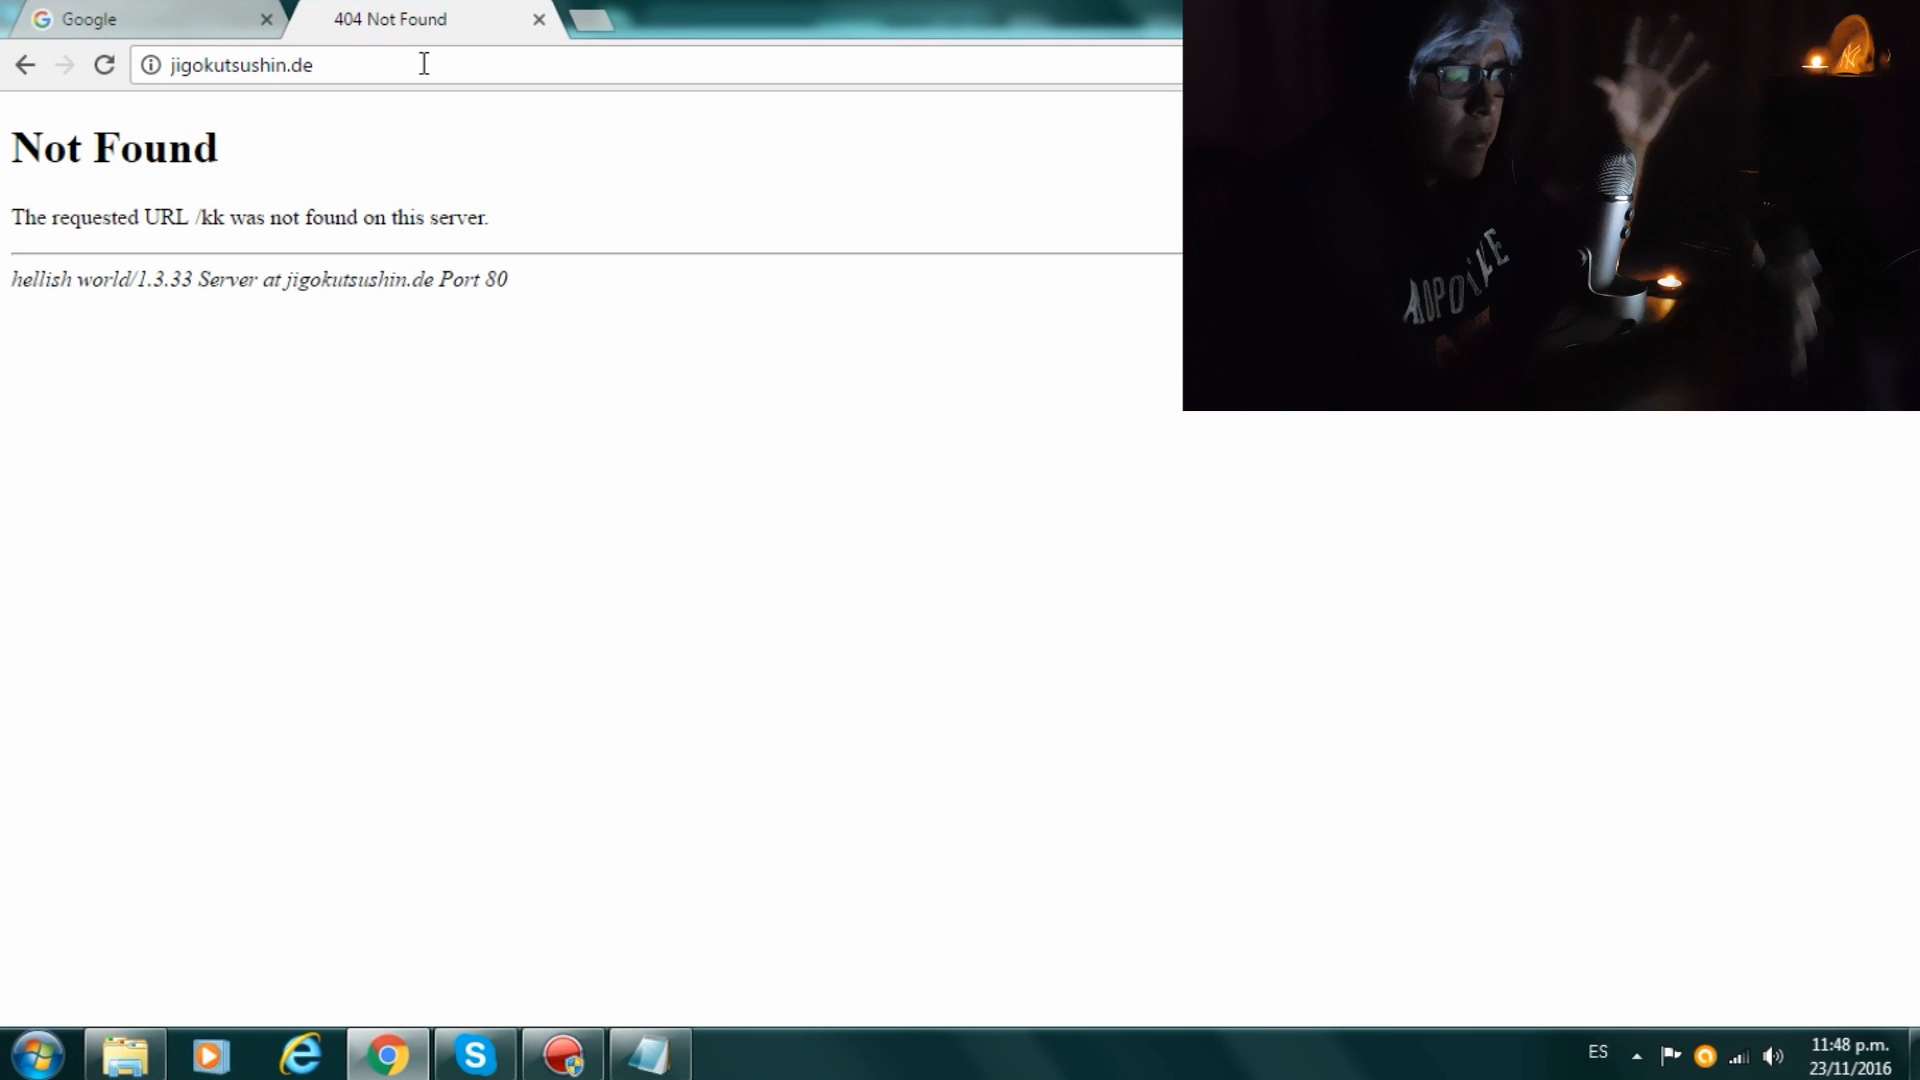 Google
404 Not Found
jigokutsushin.de
Not Found
The requested URL /kk was not found on this server.
hellish world/1.3.33 Server at jigokutsushin.de Port 80
ES
11:48 p.m.
23/11/2016